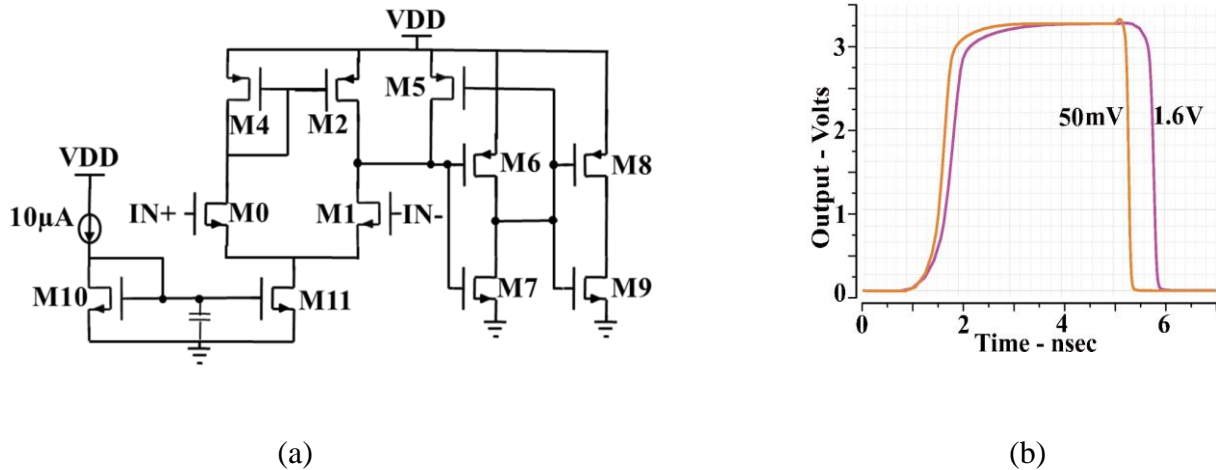 VDD
M4
M2
M5
M6
M8
VDD
10µA
IN+
M0
M1
IN-
M10
M11
M7
M9
(a)
Output - Volts
3
2
1
0
50mV
1.6V
0
2
4
6
Time - nsec
(b)